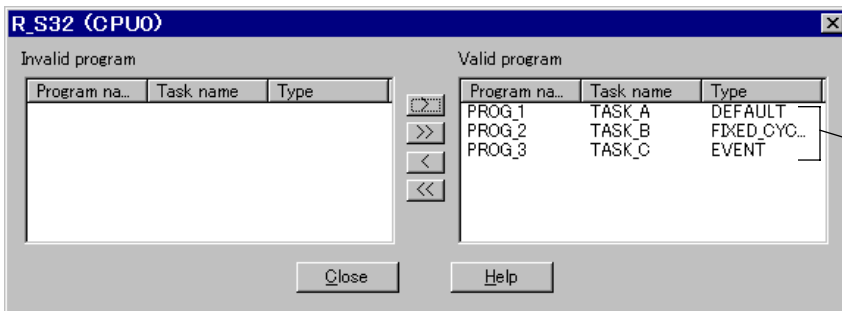 R_S32 (CPU0)
Invalid program
Valid program
Program na... Task name Type
Program na... Task name Type
> 
>>
<
<<
PROG_1 TASK_A DEFAULT
PROG_2 TASK_B FIXED_CYC...
PROG_3 TASK_C EVENT
Close
Help